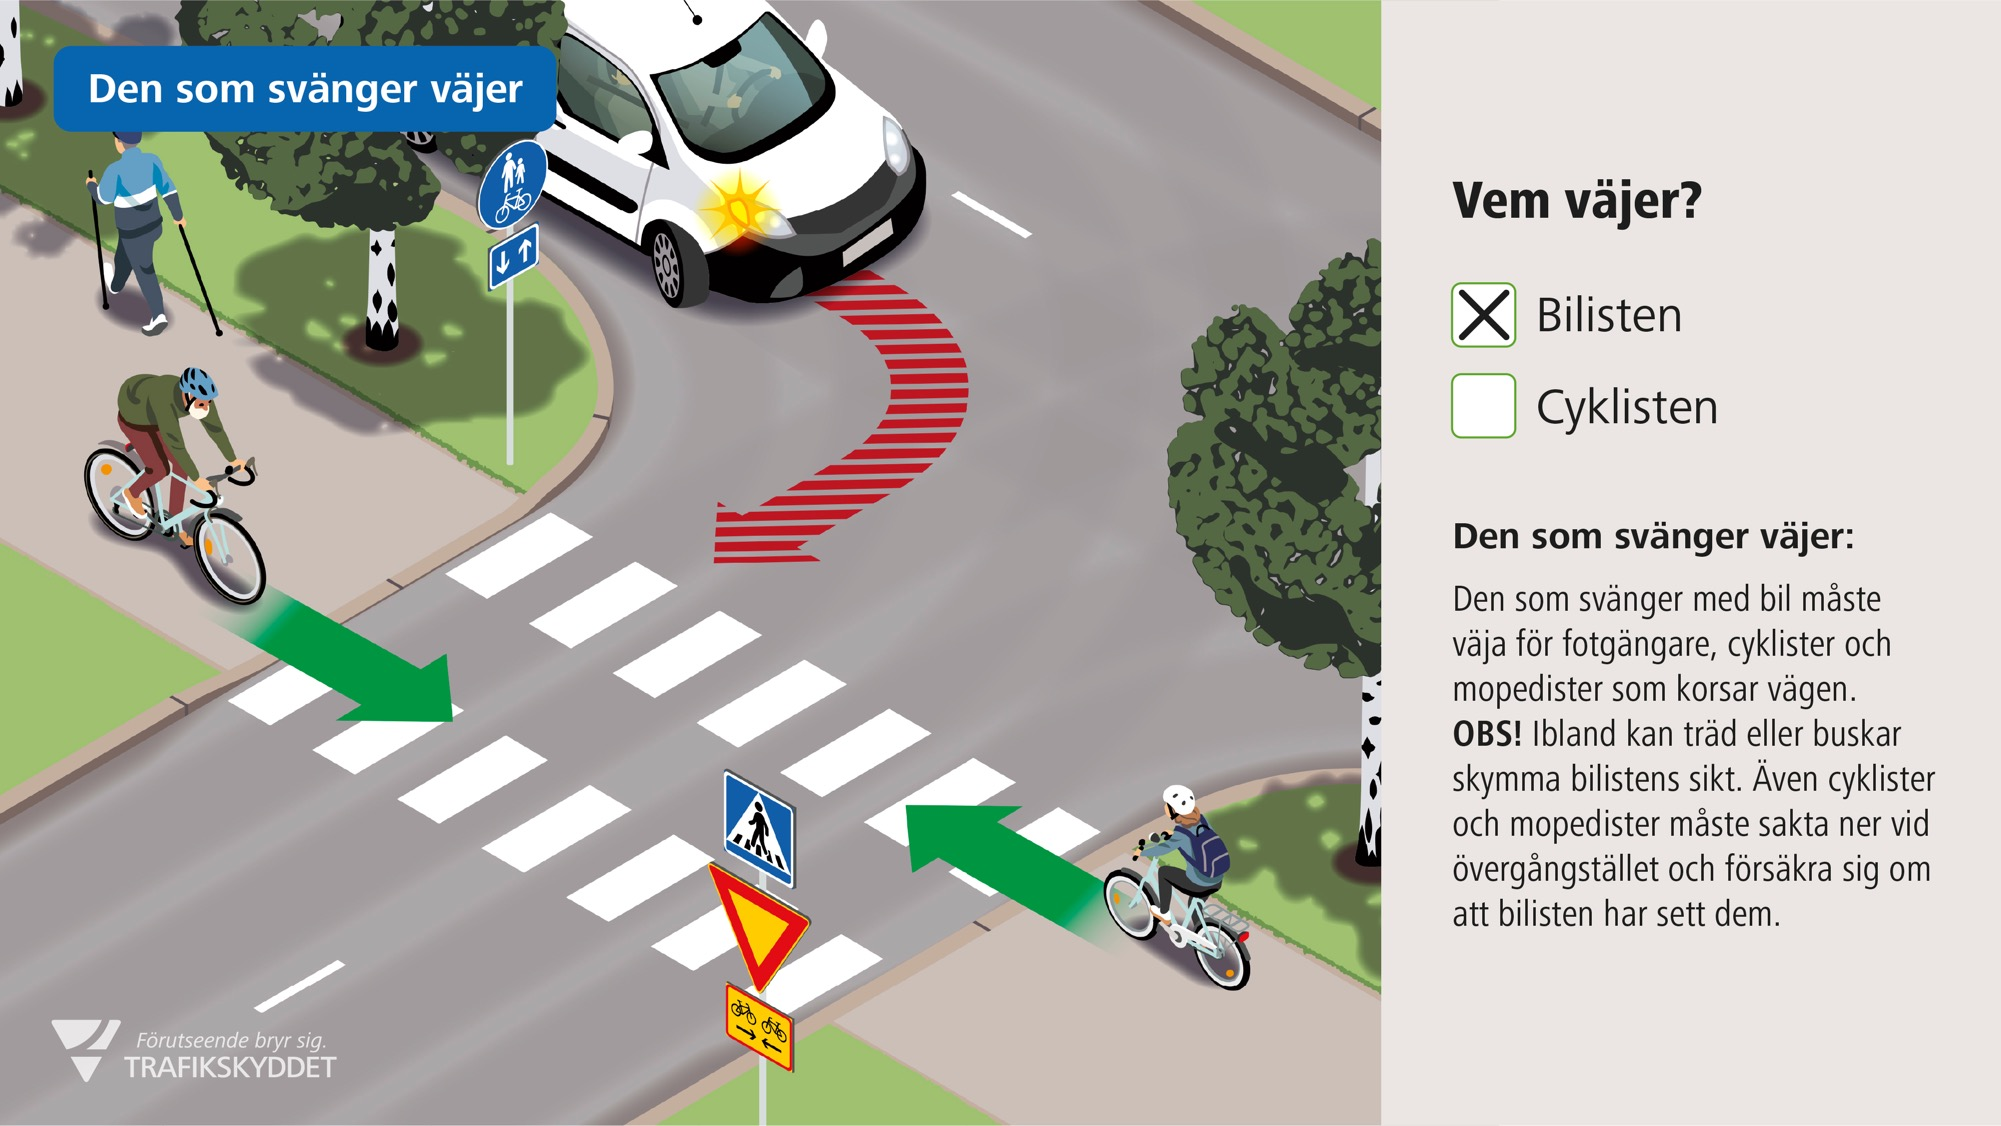 Den som svänger väjer
Vem väjer?
Bilisten
Cyklisten
Den som svänger väjer:
Den som svänger med bil måste
väja för fotgängare, cyklister och
mopedister som korsar vägen.
OBS! Ibland kan träd eller buskar
skymma bilistens sikt. Även cyklister
och mopedister måste sakta ner vid
övergångstället och försäkra sig om
att bilisten har sett dem.
Förutseende bryr sig.
TRAFIKSKYDDET